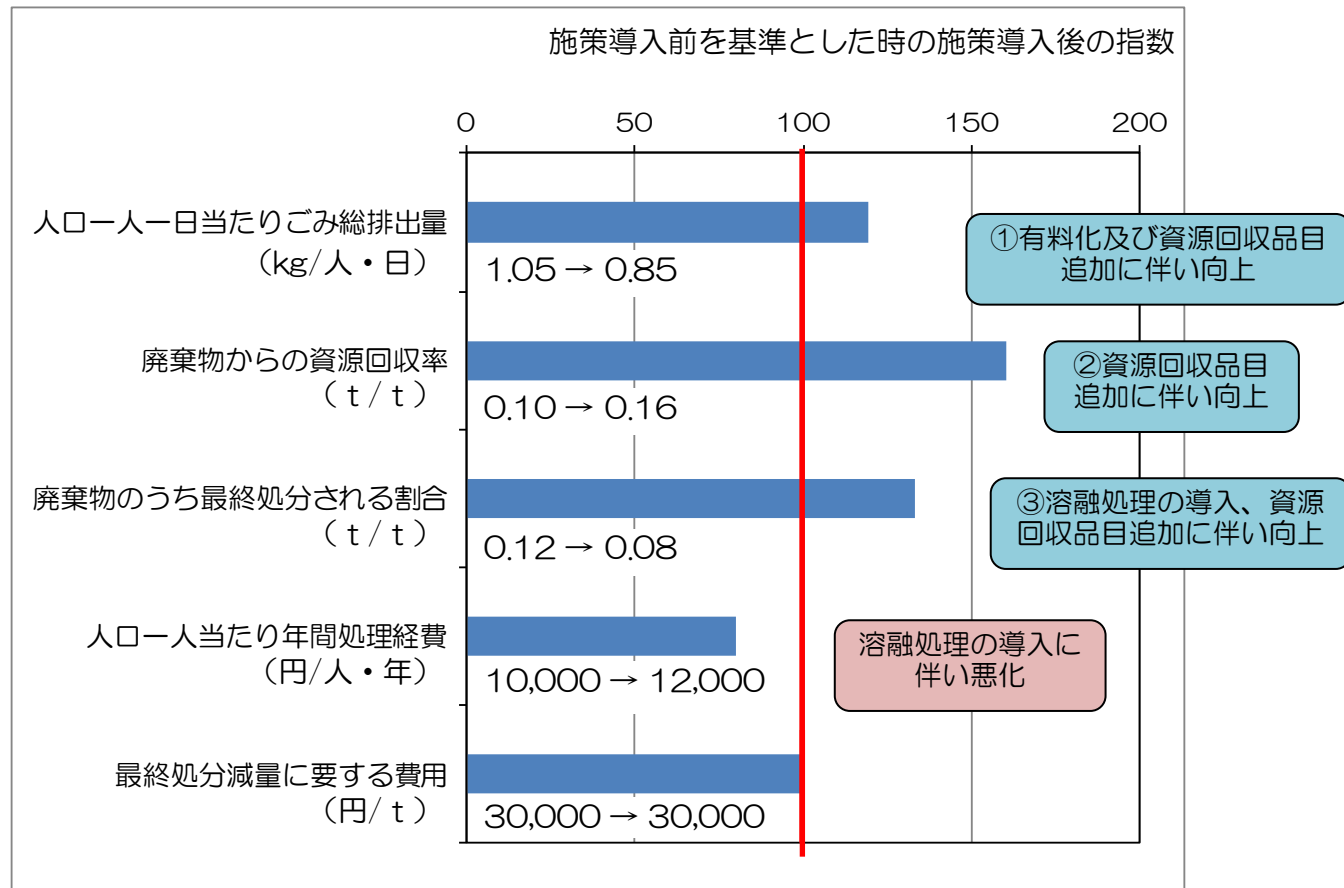 施策導入前を基準とした時の施策導入後の指数
0 50 100 150 200
人口一人一日当たりごみ総排出量
（kg/人・日）
1.05 → 0.85
①有料化及び資源回収品目
追加に伴い向上
廃棄物からの資源回収率
（ｔ/ｔ）
0.10 → 0.16
②資源回収品目
追加に伴い向上
廃棄物のうち最終処分される割合
（ｔ/ｔ）
0.12 → 0.08
③溶融処理の導入、資源
回収品目追加に伴い向上
人口一人当たり年間処理経費
（円/人・年）
10,000 → 12,000
溶融処理の導入に
伴い悪化
最終処分減量に要する費用
（円/ｔ）
30,000 → 30,000